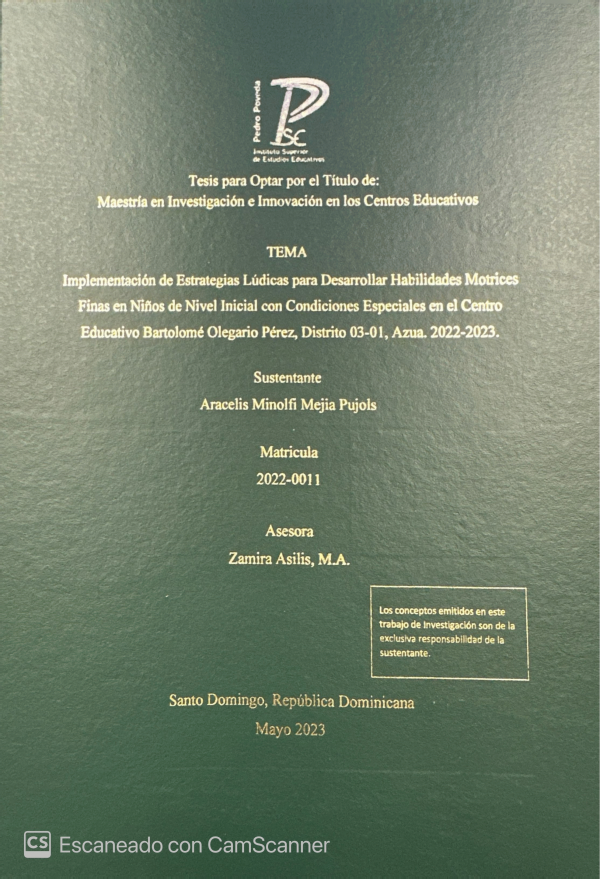 Pedro Poveda
P
SE
Instituto Superior
de Estudios Educativos
Tesis para Optar por el Título de:
Maestría en Investigación e Innovación en los Centros Educativos
TEMA
Implementación de Estrategias Lúdicas para Desarrollar Habilidades Motrices
Finas en Niños de Nivel Inicial con Condiciones Especiales en el Centro
Educativo Bartolomé Olegario Pérez, Distrito 03-01, Azua. 2022-2023.
Sustentante
Aracelis Minolfi Mejia Pujols
Matricula
2022-0011
Asesora
Zamira Asilis, M.A.
Los conceptos emitidos en este
trabajo de Investigación son de la
exclusiva responsabilidad de la
sustentante.
Santo Domingo, República Dominicana
Mayo 2023
CS Escaneado con CamScanner